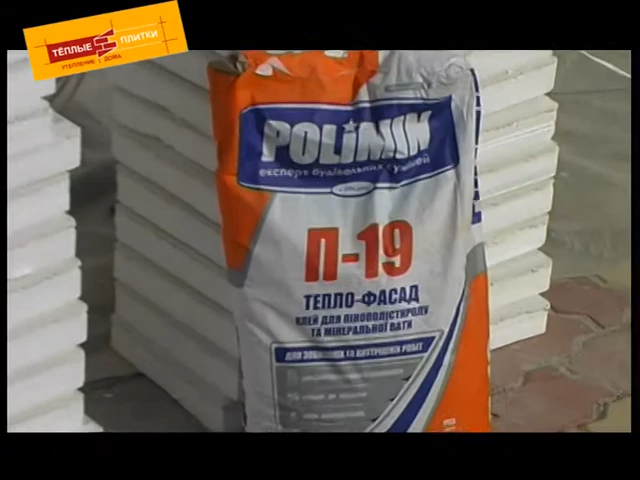 ТЁПЛЫЕ ПЛИТКИ
УТЕПЛЕНИЕ ДОМА
POLIMIN
експерт будівельних сумішей
П-19
ТЕПЛО-ФАСАД
КЛЕЙ ДЛЯ ПІНОПОЛІСТИРОЛУ
ТА МІНЕРАЛЬНОЇ ВАТИ
ДЛЯ ЗОВНІШНІХ ТА ВНУТРІШНІХ РОБІТ